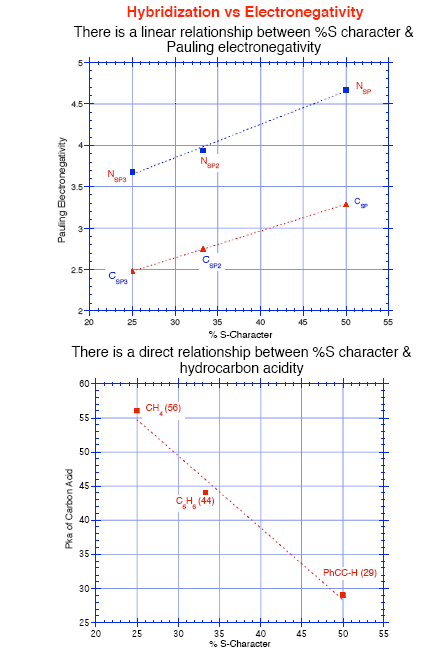 Hybridization vs Electronegativity
There is a linear relationship between %S character &
Pauling electronegativity
5
4.5
4
3.5
3
2.5
2
Pauling Electronegativity
N SP3
N SP2
N SP
C SP3
C SP2
C SP
20 25 30 35 40 45 50 55
% S-Character
There is a direct relationship between %S character &
hydrocarbon acidity
60
55
50
45
40
35
30
25
Pka of Carbon Acid
CH4 (56)
C6H6 (44)
PhCC-H (29)
20 25 30 35 40 45 50 55
% S-Character